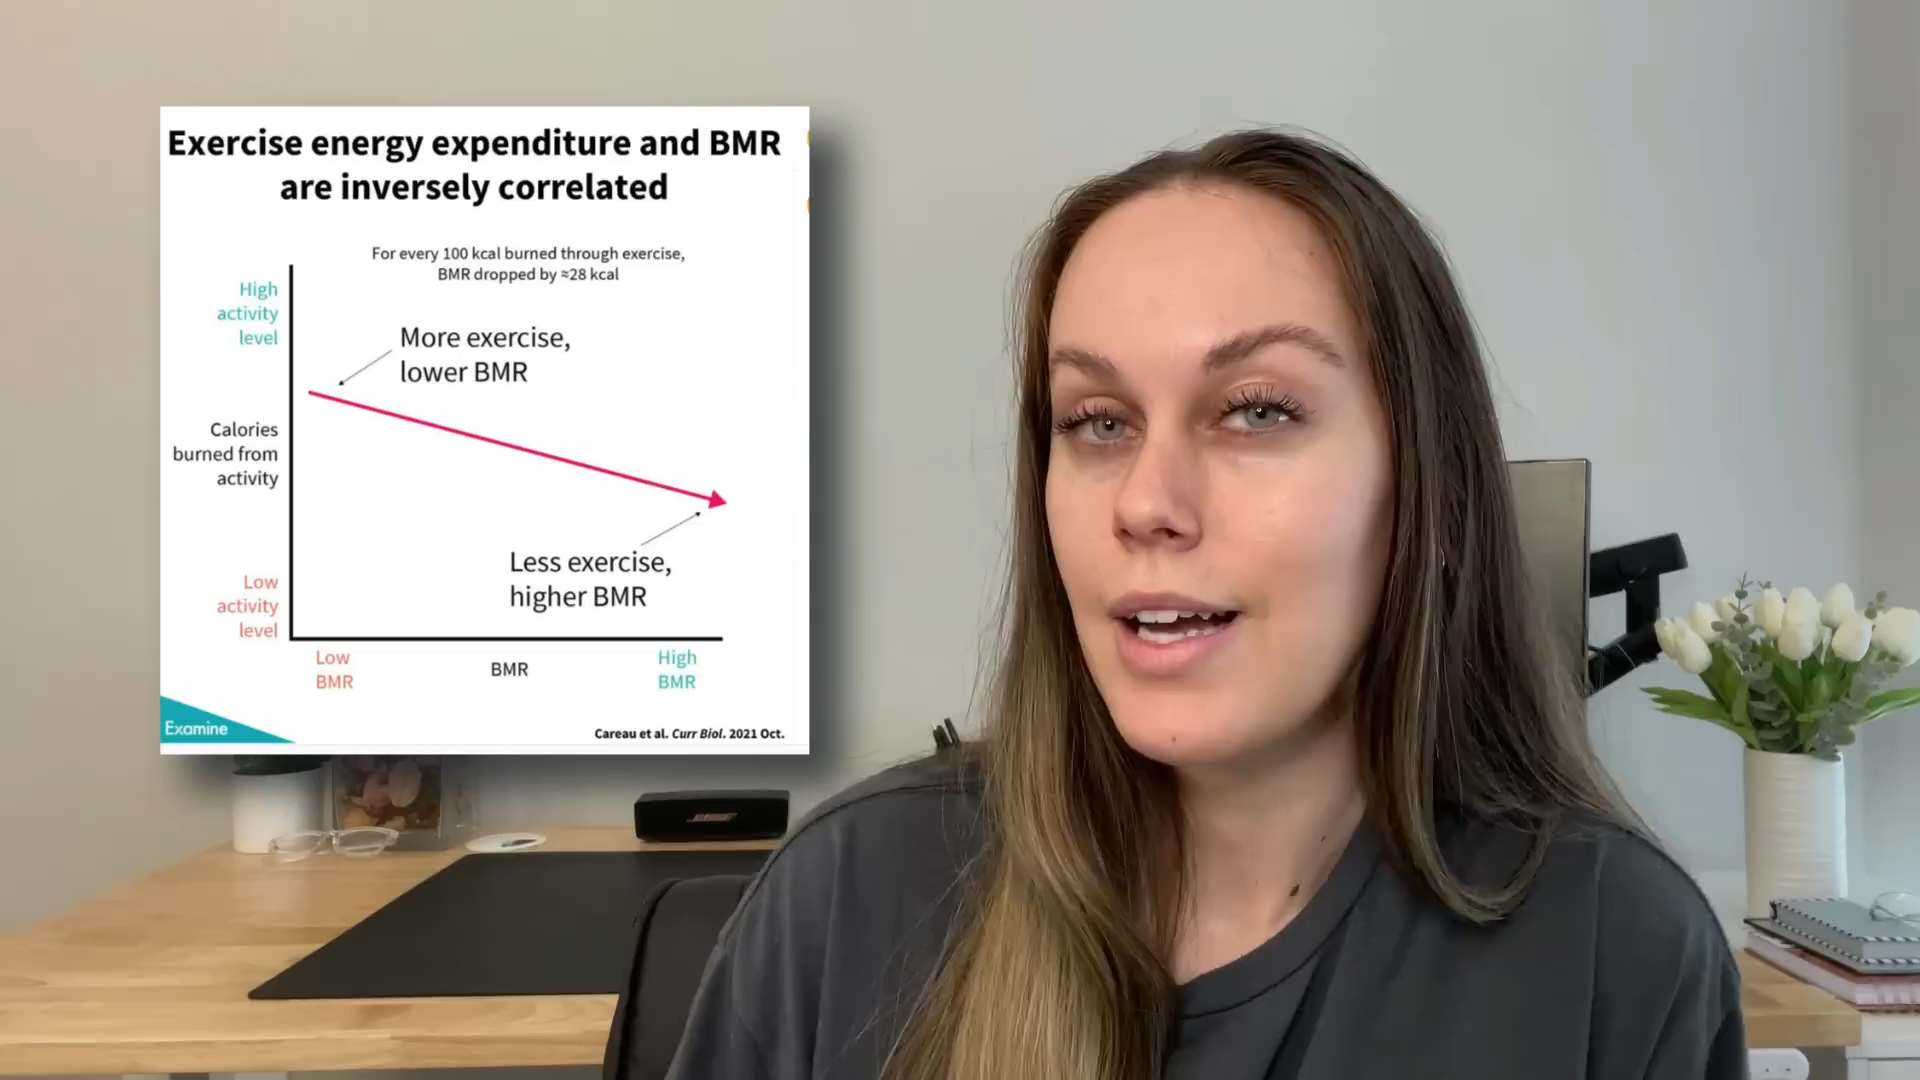 Exercise energy expenditure and BMR
are inversely correlated
For every 100 kcal burned through exercise,
BMR dropped by ≈28 kcal
High
activity
level
More exercise,
lower BMR
Calories
burned from
activity
Less exercise,
higher BMR
Low
activity
level
Low
BMR
BMR
High
BMR
Examine
Careau et al. Curr Biol. 2021 Oct.
BOSE